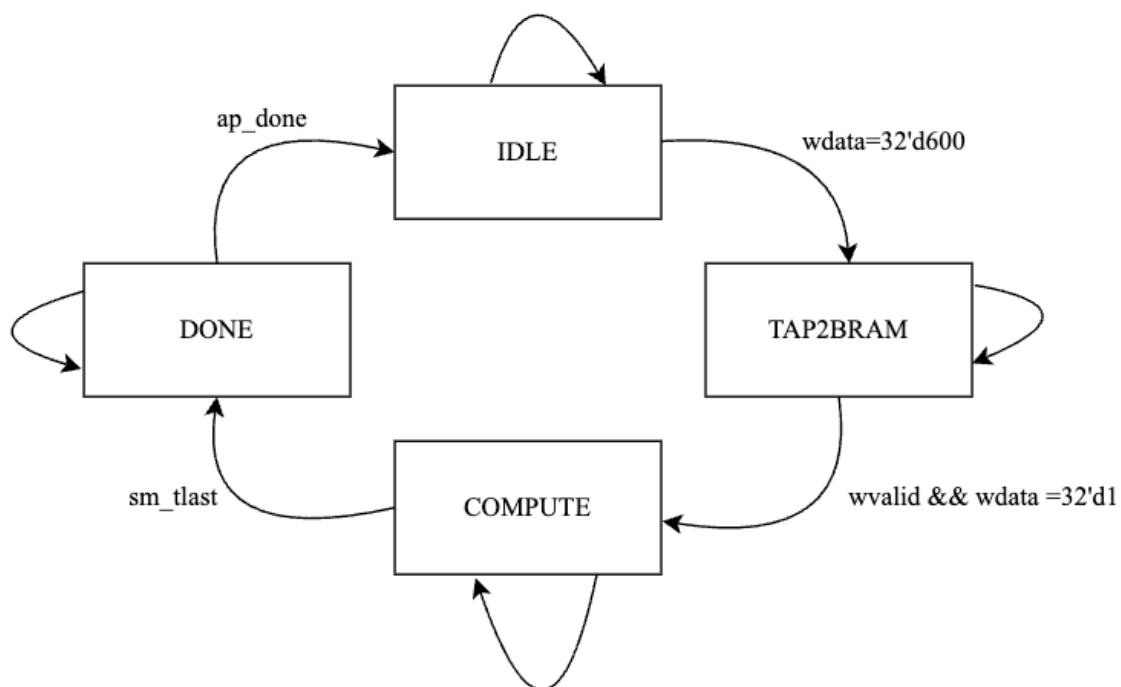 ap_done
IDLE
wdata=32'd600
DONE
TAP2BRAM
sm_tlast
COMPUTE
wvalid && wdata =32'd1